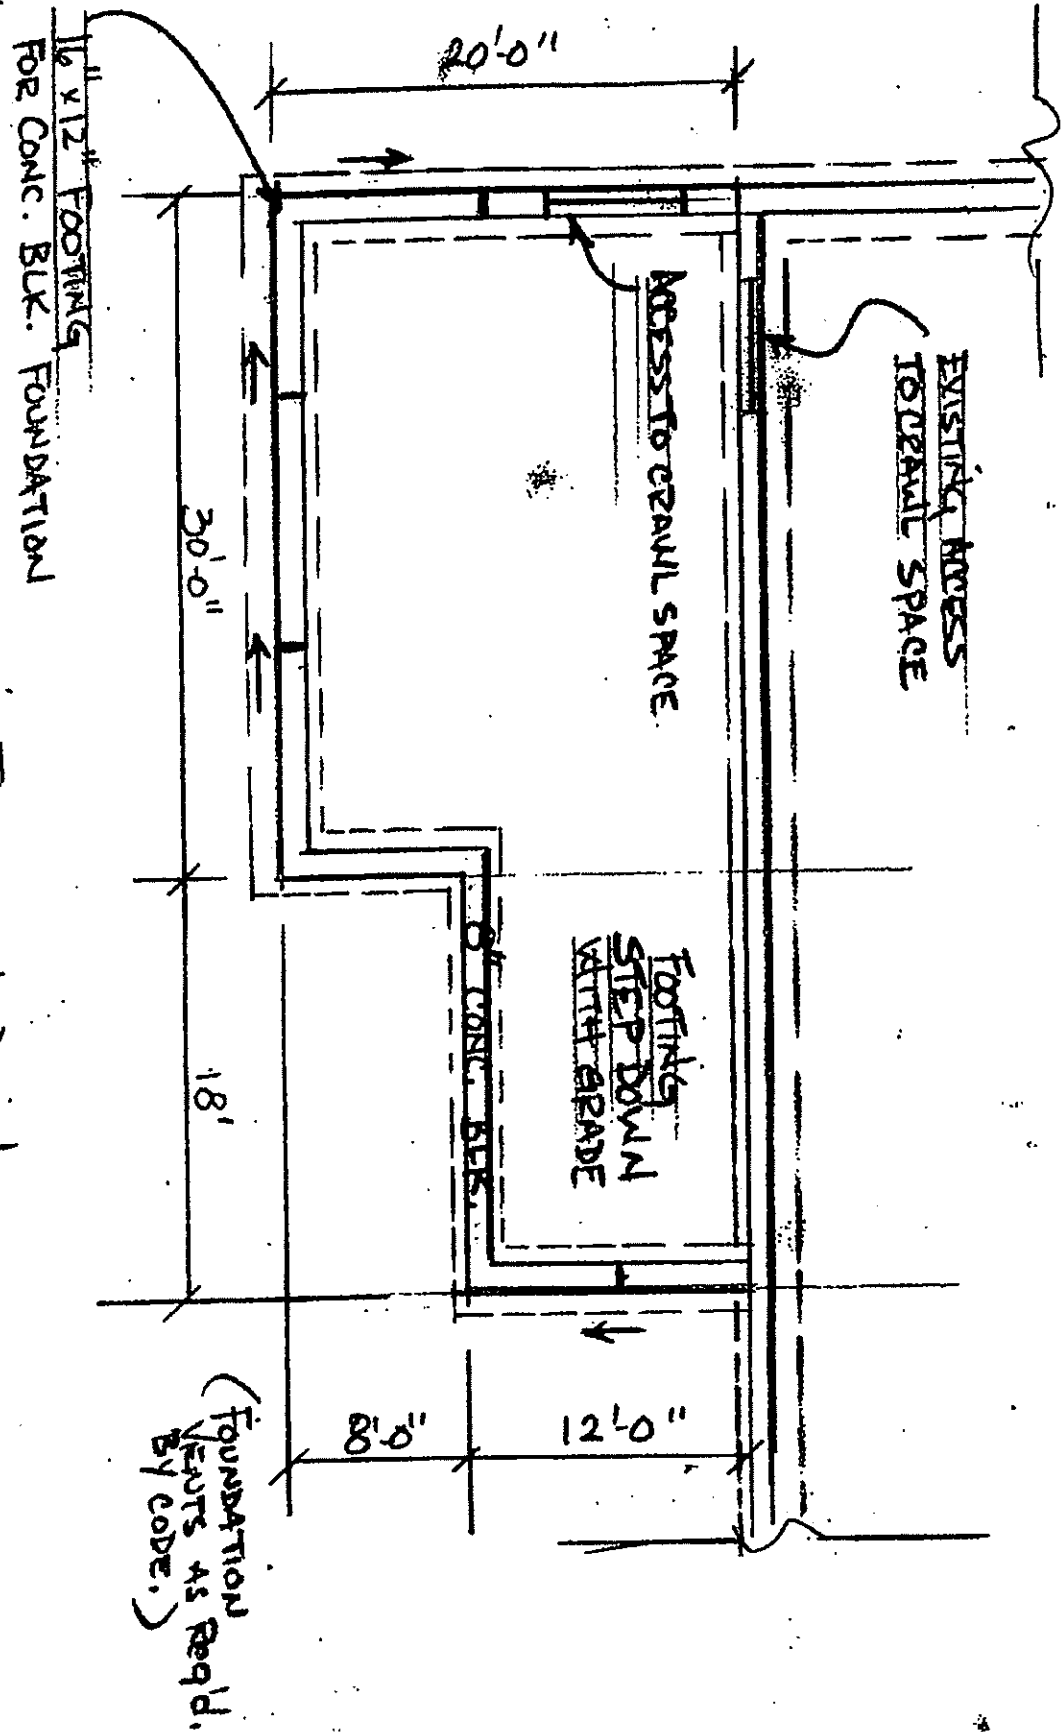 20'-0"
16" x 12" FOOTING
FOR CONC. BLK. FOUNDATION
ACCESS TO CRAWL SPACE
EXISTING ACCESS
TO CRAWL SPACE
30'-0"
18'
FOOTING
STEP DOWN
WITH GRADE
8" CONC. BLK.
8'-0"
12'-0"
(FOUNDATION
VENTS AS Req'd.
By CODE.)